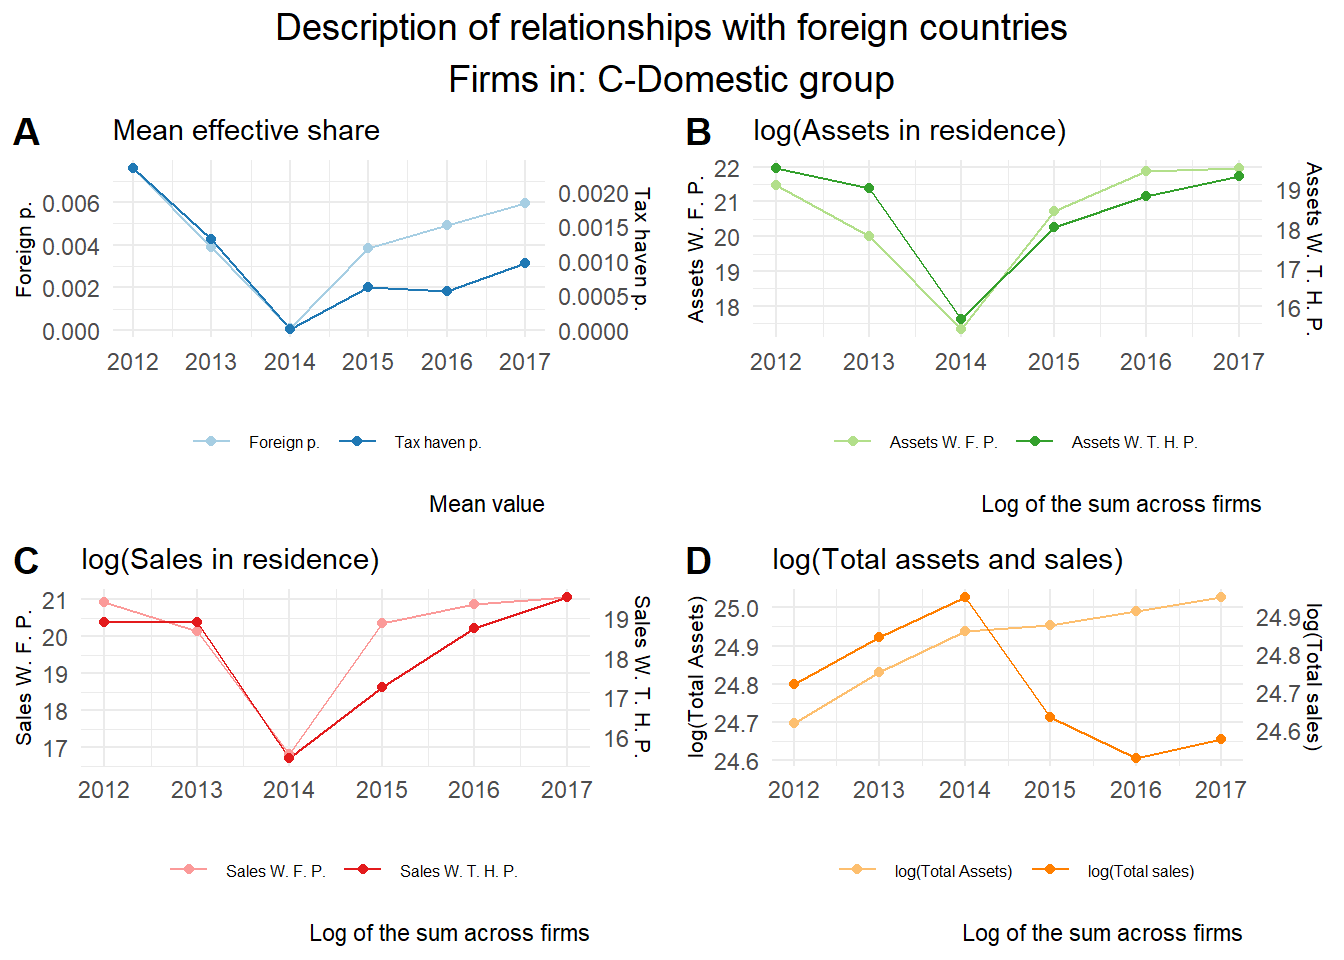 Description of relationships with foreign countries
Firms in: C-Domestic group
A
Mean effective share
Foreign p.
0.006
0.004
0.002
0.000
0.0020
0.0015
0.0010
0.0005
0.0000
Tax haven p.
2012 2013 2014 2015 2016 2017
Foreign p. Tax haven p.
Mean value
B
log(Assets in residence)
Assets W. F. P.
22
21
20
19
18
19
18
17
16
Assets W. T. H. P.
2012 2013 2014 2015 2016 2017
Assets W. F. P. Assets W. T. H. P.
Log of the sum across firms
C
log(Sales in residence)
Sales W. F. P.
21
20
19
18
17
19
18
17
16
Sales W. T. H. P.
2012 2013 2014 2015 2016 2017
Sales W. F. P. Sales W. T. H. P.
Log of the sum across firms
D
log(Total assets and sales)
log(Total Assets)
25.0
24.9
24.8
24.7
24.6
24.9
24.8
24.7
24.6
log(Total sales)
2012 2013 2014 2015 2016 2017
log(Total Assets) log(Total sales)
Log of the sum across firms